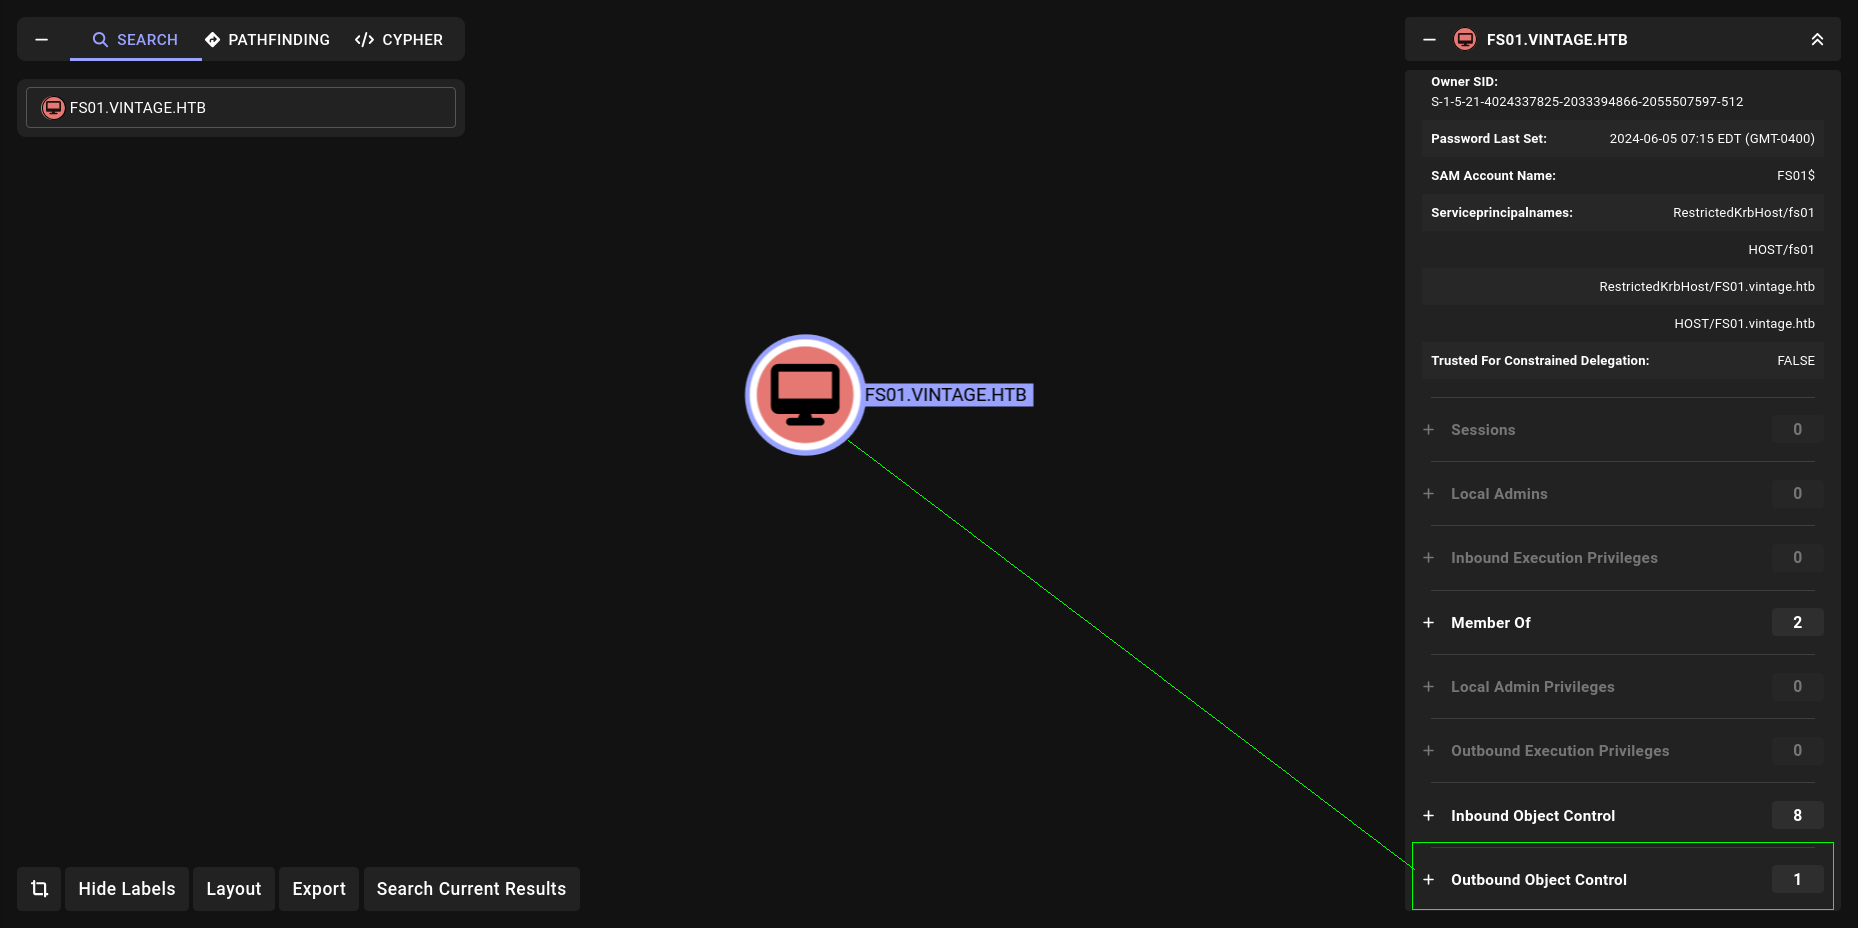 SEARCH PATHFINDING CYPHER
FS01.VINTAGE.HTB
FS01.VINTAGE.HTB
FS01.VINTAGE.HTB
Owner SID:
S-1-5-21-4024337825-2033394866-2055507597-512
Password Last Set: 2024-06-05 07:15 EDT (GMT-0400)
SAM Account Name: FS01$
Serviceprincipalnames: RestrictedKrbHost/fs01
HOST/fs01
RestrictedKrbHost/FS01.vintage.htb
HOST/FS01.vintage.htb
Trusted For Constrained Delegation: FALSE
Sessions 0
Local Admins 0
Inbound Execution Privileges 0
Member Of 2
Local Admin Privileges 0
Outbound Execution Privileges 0
Inbound Object Control 8
Outbound Object Control 1
Hide Labels Layout Export Search Current Results